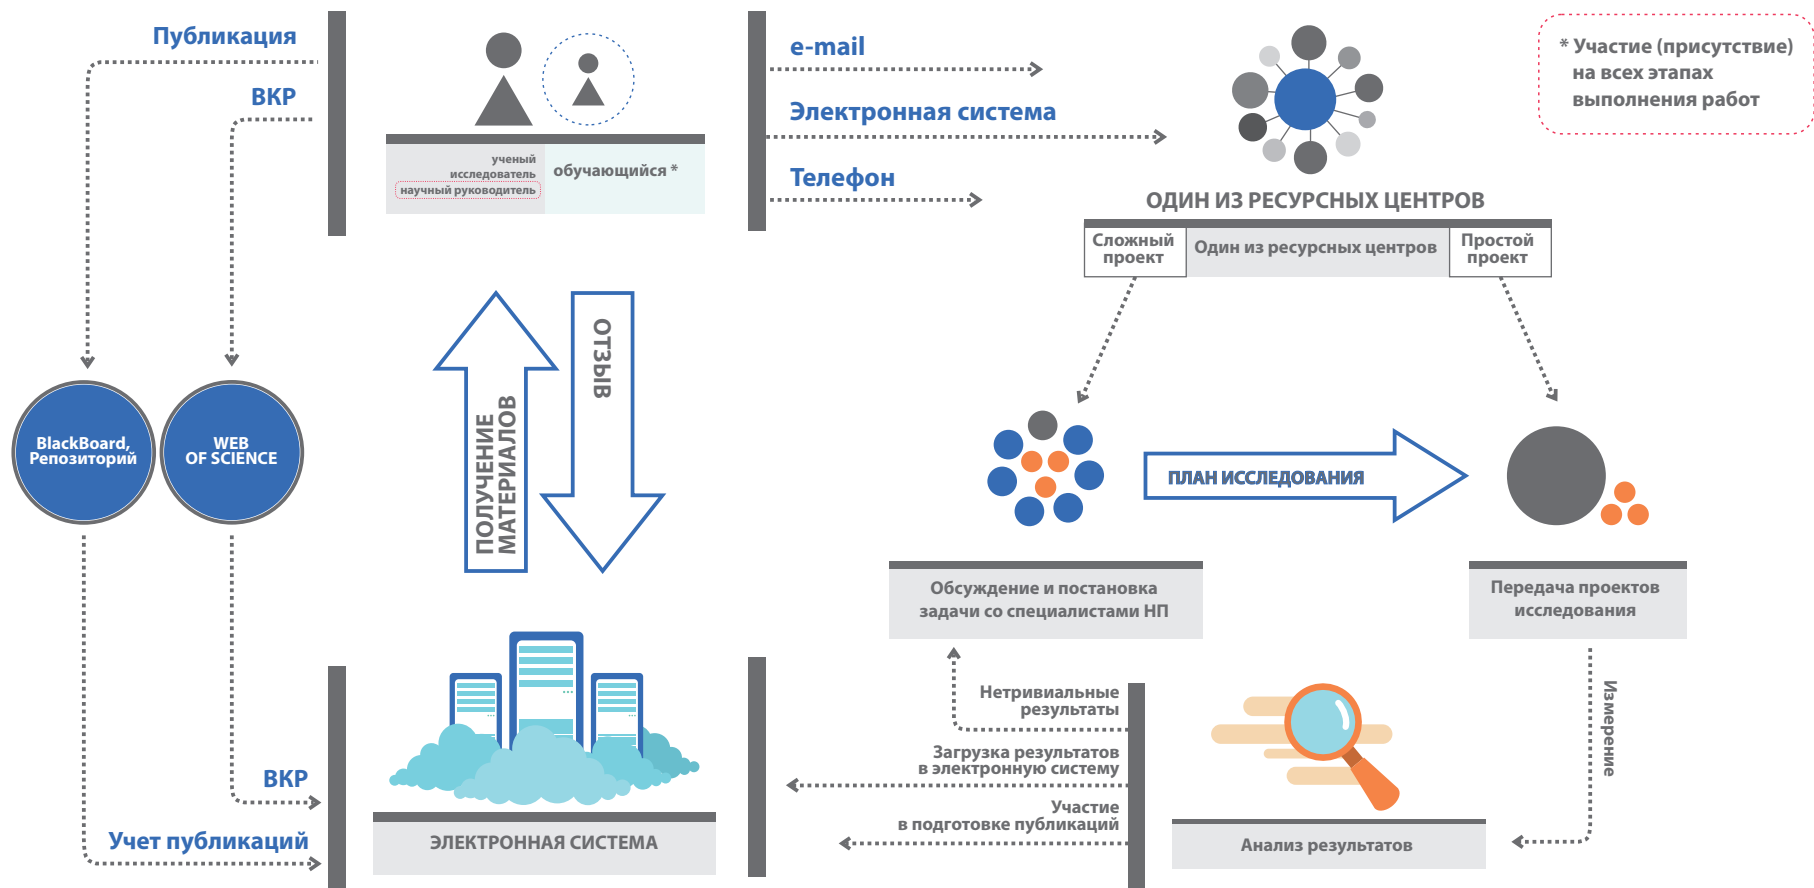 Публикация
ВКР
ученый
исследователь
научный руководитель
обучающийся *
e-mail
Электронная система
Телефон
* Участие (присутствие)
на всех этапах
выполнения работ
ОДИН ИЗ РЕСУРСНЫХ ЦЕНТРОВ
Сложный
проект
Один из ресурсных центров
Простой
проект
ПОЛУЧЕНИЕ
МАТЕРИАЛОВ
ОТЗЫВ
BlackBoard,
Репозиторий
WEB
OF SCIENCE
ПЛАН ИССЛЕДОВАНИЯ
Обсуждение и постановка
задачи со специалистами НП
Передача проектов
исследования
Нетривиальные
результаты
Загрузка результатов
в электронную систему
Участие
в подготовке публикаций
Измерение
Анализ результатов
ВКР
Учет публикаций
ЭЛЕКТРОННАЯ СИСТЕМА